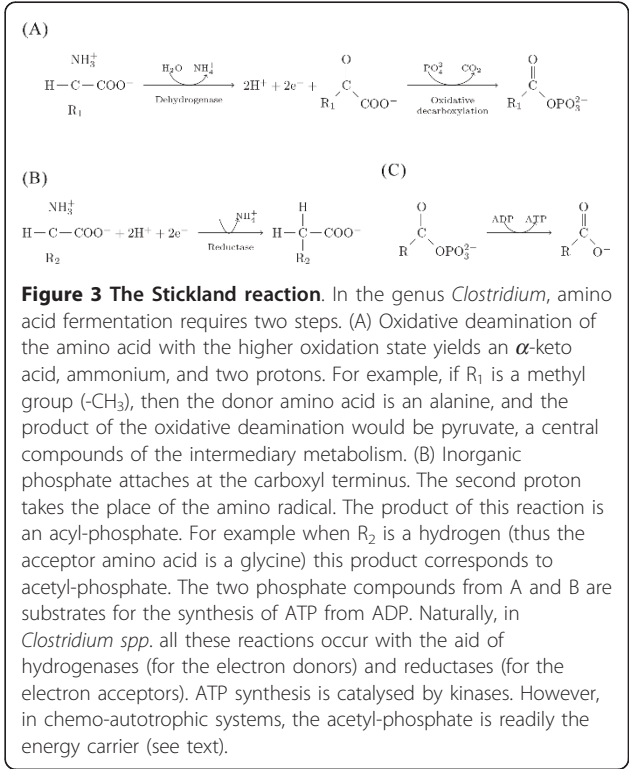 (A)
NH₃⁺ O O
H—C—COO⁻ H₂O NH₄⁺ 2H⁺ + 2e⁻ + C PO₄² CO₂ C
Dehydrogenase R₁ COO⁻ Oxidative R₁ OPO₃²⁻
R₁ decarboxylation
(B) (C)
NH₃⁺ H O O
H—C—COO⁻ + 2H⁺ + 2e⁻ NH₄⁺ H—C—COO⁻ C ADP ATP C
Reductase R OPO₃²⁻ R O⁻
R₂ R₂
Figure 3 The Stickland reaction. In the genus Clostridium, amino
acid fermentation requires two steps. (A) Oxidative deamination of
the amino acid with the higher oxidation state yields an α-keto
acid, ammonium, and two protons. For example, if R₁ is a methyl
group (-CH₃), then the donor amino acid is an alanine, and the
product of the oxidative deamination would be pyruvate, a central
compounds of the intermediary metabolism. (B) Inorganic
phosphate attaches at the carboxyl terminus. The second proton
takes the place of the amino radical. The product of this reaction is
an acyl-phosphate. For example when R₂ is a hydrogen (thus the
acceptor amino acid is a glycine) this product corresponds to
acetyl-phosphate. The two phosphate compounds from A and B are
substrates for the synthesis of ATP from ADP. Naturally, in
Clostridium spp. all these reactions occur with the aid of
hydrogenases (for the electron donors) and reductases (for the
electron acceptors). ATP synthesis is catalysed by kinases. However,
in chemo-autotrophic systems, the acetyl-phosphate is readily the
energy carrier (see text).